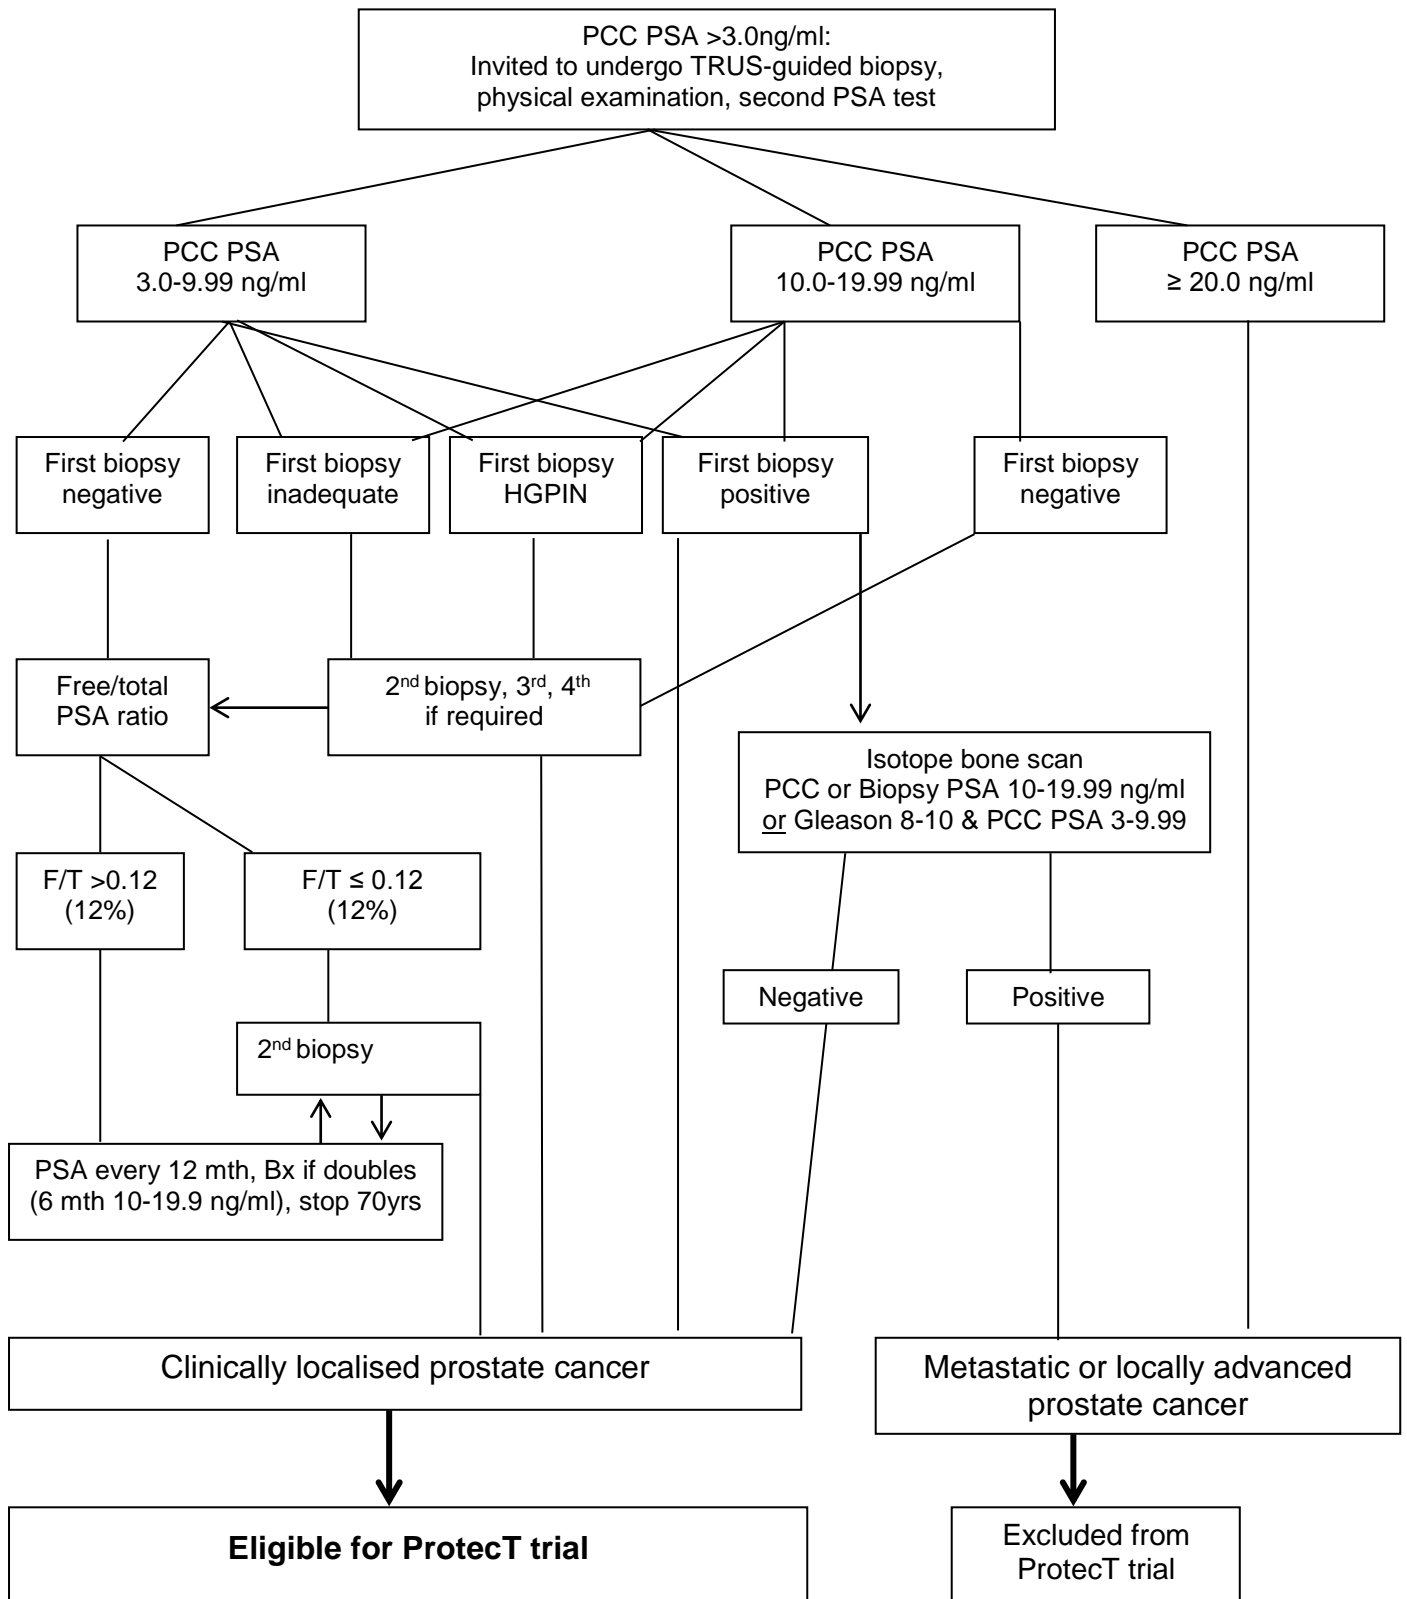 PCC PSA >3.0ng/ml:
Invited to undergo TRUS-guided biopsy,
physical examination, second PSA test
PCC PSA
3.0-9.99 ng/ml
PCC PSA
10.0-19.99 ng/ml
PCC PSA
≥ 20.0 ng/ml
First biopsy
negative
First biopsy
inadequate
First biopsy
HGPIN
First biopsy
positive
First biopsy
negative
Free/total
PSA ratio
2nd biopsy, 3rd, 4th
if required
Isotope bone scan
PCC or Biopsy PSA 10-19.99 ng/ml
or Gleason 8-10 & PCC PSA 3-9.99
F/T >0.12
(12%)
F/T ≤ 0.12
(12%)
Negative
Positive
2nd biopsy
PSA every 12 mth, Bx if doubles
(6 mth 10-19.9 ng/ml), stop 70yrs
Clinically localised prostate cancer
Metastatic or locally advanced
prostate cancer
Eligible for ProtecT trial
Excluded from
ProtecT trial